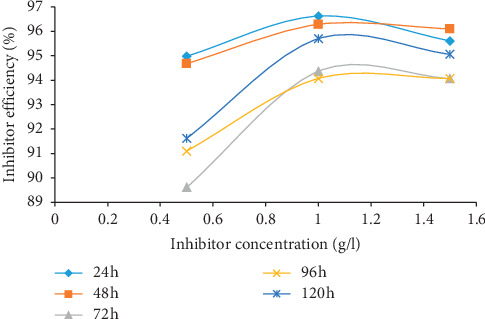 97
96
95
94
93
92
91
90
89
Inhibitor efficiency (%)
0 0.2 0.4 0.6 0.8 1 1.2 1.4 1.6
Inhibitor concentration (g/l)
24h
48h
72h
96h
120h